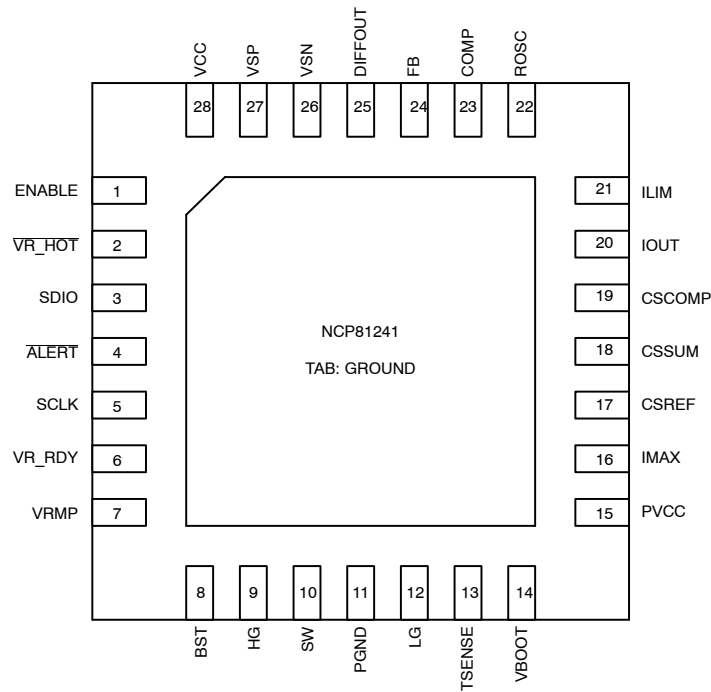 VCC VSP VSN DIFFOUT FB COMP ROSC
28 27 26 25 24 23 22
ENABLE 1 21 ILIM
VR_HOT 2 20 IOUT
SDIO 3 19 CSCOMP
NCP81241
ALERT 4 18 CSSUM
TAB: GROUND
SCLK 5 17 CSREF
VR_RDY 6 16 IMAX
VRMP 7 15 PVCC
8 9 10 11 12 13 14
BST HG SW PGND LG TSENSE VBOOT